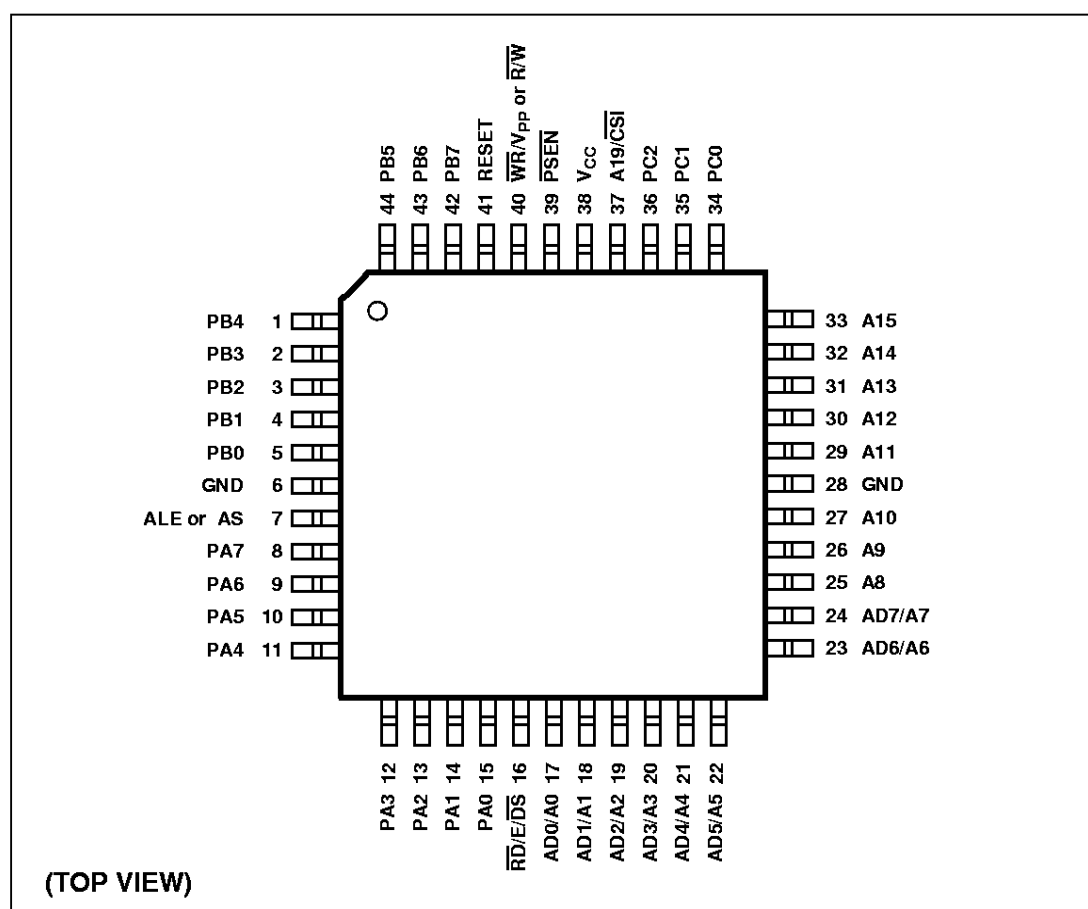 44 PB5
43 PB6
42 PB7
41 RESET
40 W̅R̅/VPP or R̅/W̅
39 P̅S̅E̅N̅
38 VCC
37 A19/C̅S̅I̅
36 PC2
35 PC1
34 PC0
PB4 1
PB3 2
PB2 3
PB1 4
PB0 5
GND 6
ALE or AS 7
PA7 8
PA6 9
PA5 10
PA4 11
33 A15
32 A14
31 A13
30 A12
29 A11
28 GND
27 A10
26 A9
25 A8
24 AD7/A7
23 AD6/A6
PA3 12
PA2 13
PA1 14
PA0 15
R̅D̅/E/D̅S̅ 16
AD0/A0 17
AD1/A1 18
AD2/A2 19
AD3/A3 20
AD4/A4 21
AD5/A5 22
(TOP VIEW)